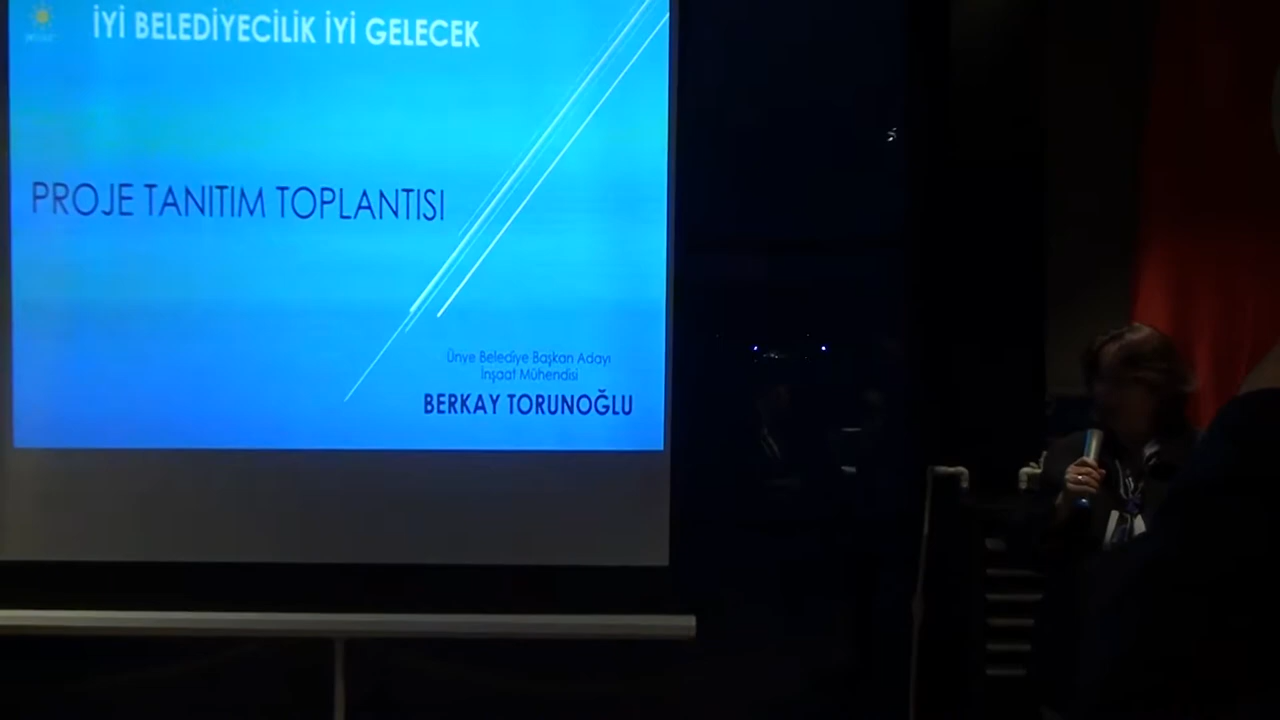 İYİ BELEDİYECİLİK İYİ GELECEK
PROJE TANITIM TOPLANTISI
Ünye Belediye Başkan Adayı
İnşaat Mühendisi
BERKAY TORUNOĞLU